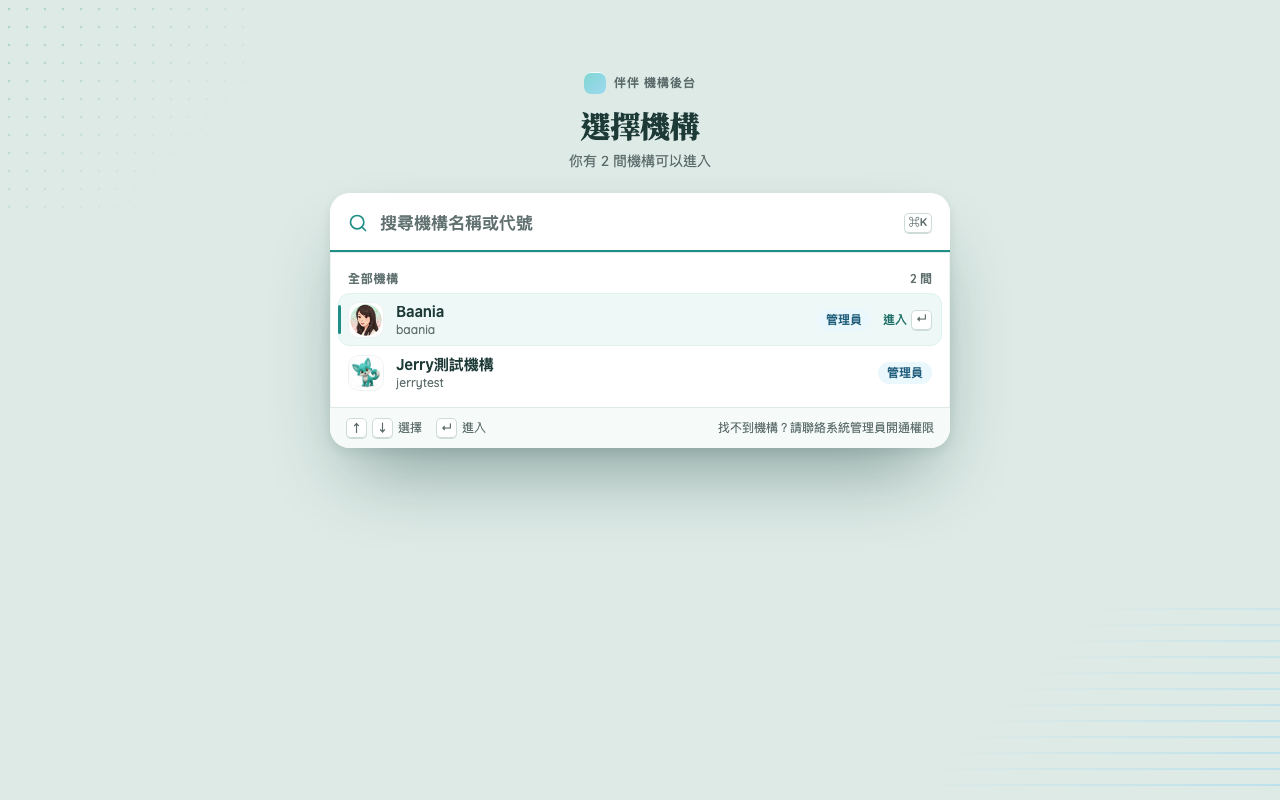 伴伴 機構後台
選擇機構
你有 2 間機構可以進入
搜尋機構名稱或代號 ⌘K
全部機構 2 間
Baania 管理員 進入 ↵
baania
Jerry測試機構 管理員
jerrytest
↑ ↓ 選擇 ↵ 進入 找不到機構？請聯絡系統管理員開通權限